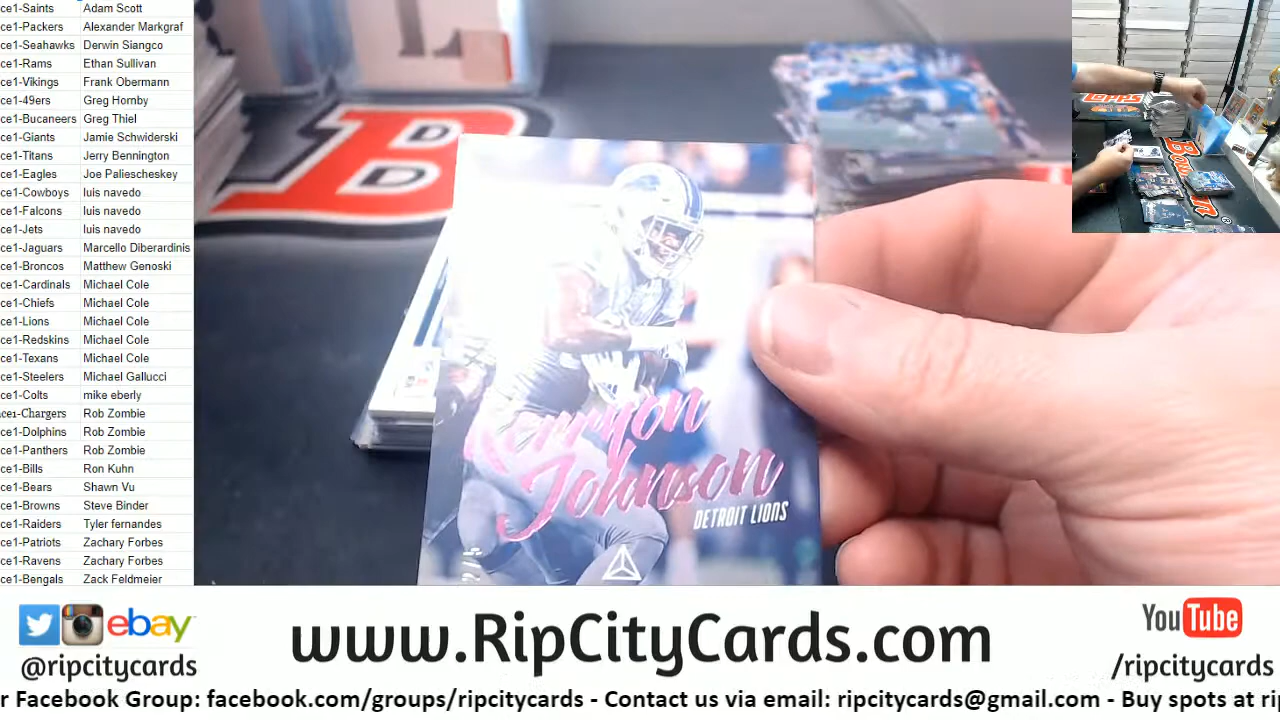 ce1-Saints Adam Scott
ce1-Packers Alexander Markgraf
ce1-Seahawks Derwin Siangco
ce1-Rams Ethan Sullivan
ce1-Vikings Frank Obermann
ce1-49ers Greg Hornby
ce1-Bucaneers Greg Thiel
ce1-Giants Jamie Schwiderski
ce1-Titans Jerry Bennington
ce1-Eagles Joe Paliescheskey
ce1-Cowboys luis navedo
ce1-Falcons luis navedo
ce1-Jets luis navedo
ce1-Jaguars Marcello Diberardinis
ce1-Broncos Matthew Genoski
ce1-Cardinals Michael Cole
ce1-Chiefs Michael Cole
ce1-Lions Michael Cole
ce1-Redskins Michael Cole
ce1-Texans Michael Cole
ce1-Steelers Michael Gallucci
ce1-Colts mike eberly
ace1-Chargers Rob Zombie
ce1-Dolphins Rob Zombie
ce1-Panthers Rob Zombie
ce1-Bills Ron Kuhn
ce1-Bears Shawn Vu
ce1-Browns Steve Binder
ce1-Raiders Tyler fernandes
ce1-Patriots Zachary Forbes
ce1-Ravens Zachary Forbes
ce1-Bengals Zack Feldmeier
Topps
Kerryon
Johnson
DETROIT LIONS
ebay
@ripcitycards
www.RipCityCards.com
YouTube
/ripcitycards
r Facebook Group: facebook.com/groups/ripcitycards - Contact us via email: ripcitycards@gmail.com - Buy spots at rip